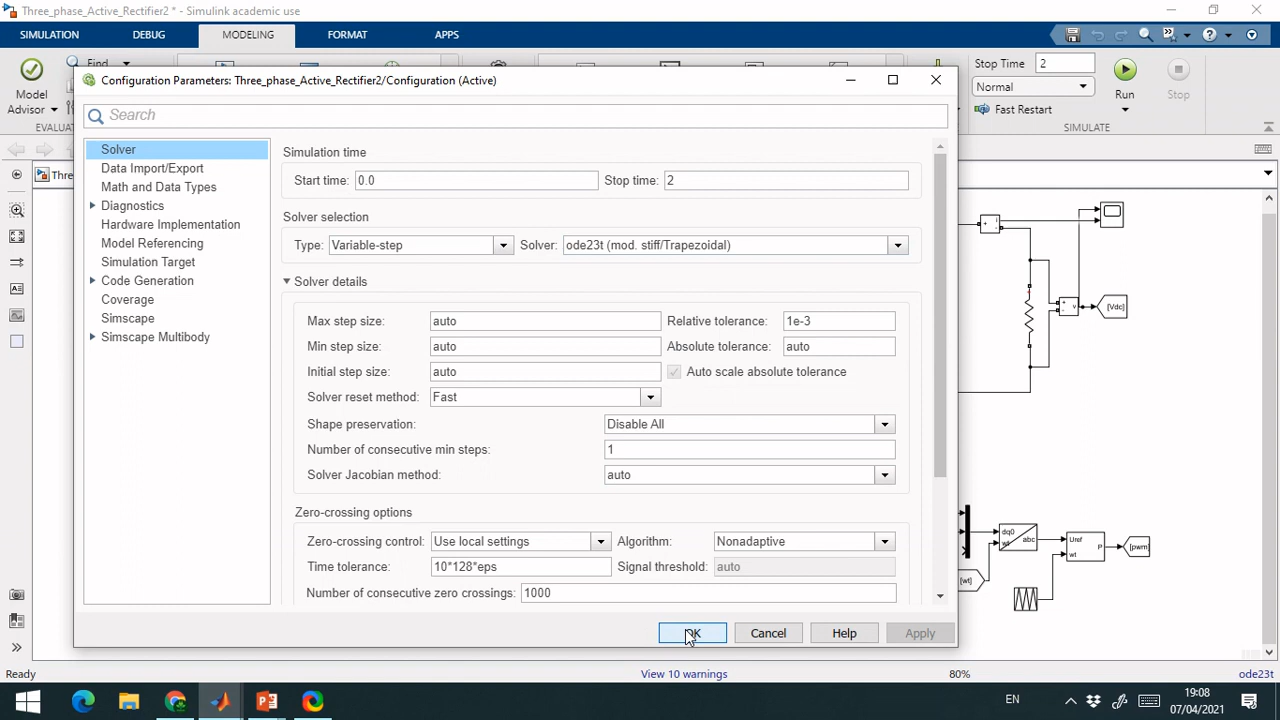 Three_phase_Active_Rectifier2 * - Simulink academic use
SIMULATION DEBUG MODELING FORMAT APPS
Find
Model
Advisor
EVALUA
Stop Time 2
Normal
Fast Restart
Run
Stop
SIMULATE
Configuration Parameters: Three_phase_Active_Rectifier2/Configuration (Active)
Search
Thre
Solver
Data Import/Export
Math and Data Types
Diagnostics
Hardware Implementation
Model Referencing
Simulation Target
Code Generation
Coverage
Simscape
Simscape Multibody
Simulation time
Start time: 0.0 Stop time: 2
Solver selection
Type: Variable-step Solver: ode23t (mod. stiff/Trapezoidal)
Solver details
Max step size: auto Relative tolerance: 1e-3
Min step size: auto Absolute tolerance: auto
Initial step size: auto Auto scale absolute tolerance
Solver reset method: Fast
Shape preservation: Disable All
Number of consecutive min steps: 1
Solver Jacobian method: auto
Zero-crossing options
Zero-crossing control: Use local settings Algorithm: Nonadaptive
Time tolerance: 10*128*eps Signal threshold: auto
Number of consecutive zero crossings: 1000
OK Cancel Help Apply
[Vdc]
dq0
wt
abc
Uref
wt
P
[pwm]
[wt]
Ready View 10 warnings 80% ode23t
EN
19:08
07/04/2021